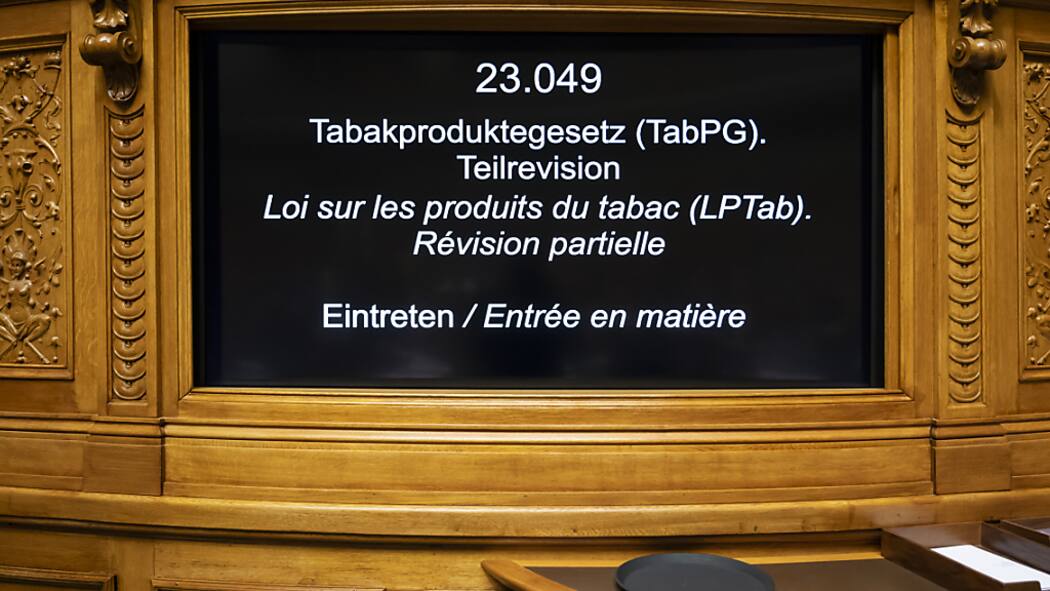 23.049
Tabakproduktegesetz (TabPG).
Teilrevision
Loi sur les produits du tabac (LPTab).
Révision partielle
Eintreten / Entrée en matière